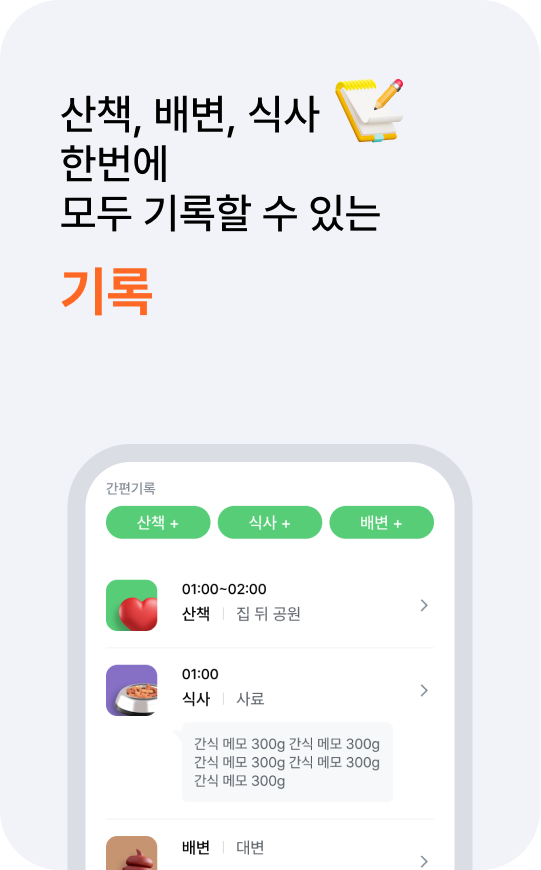 산책, 배변, 식사
한번에
모두 기록할 수 있는
기록
간편기록
산책 + 식사 + 배변 +
01:00~02:00
산책 | 집 뒤 공원
01:00
식사 | 사료
간식 메모 300g 간식 메모 300g
간식 메모 300g 간식 메모 300g
간식 메모 300g
배변 | 대변